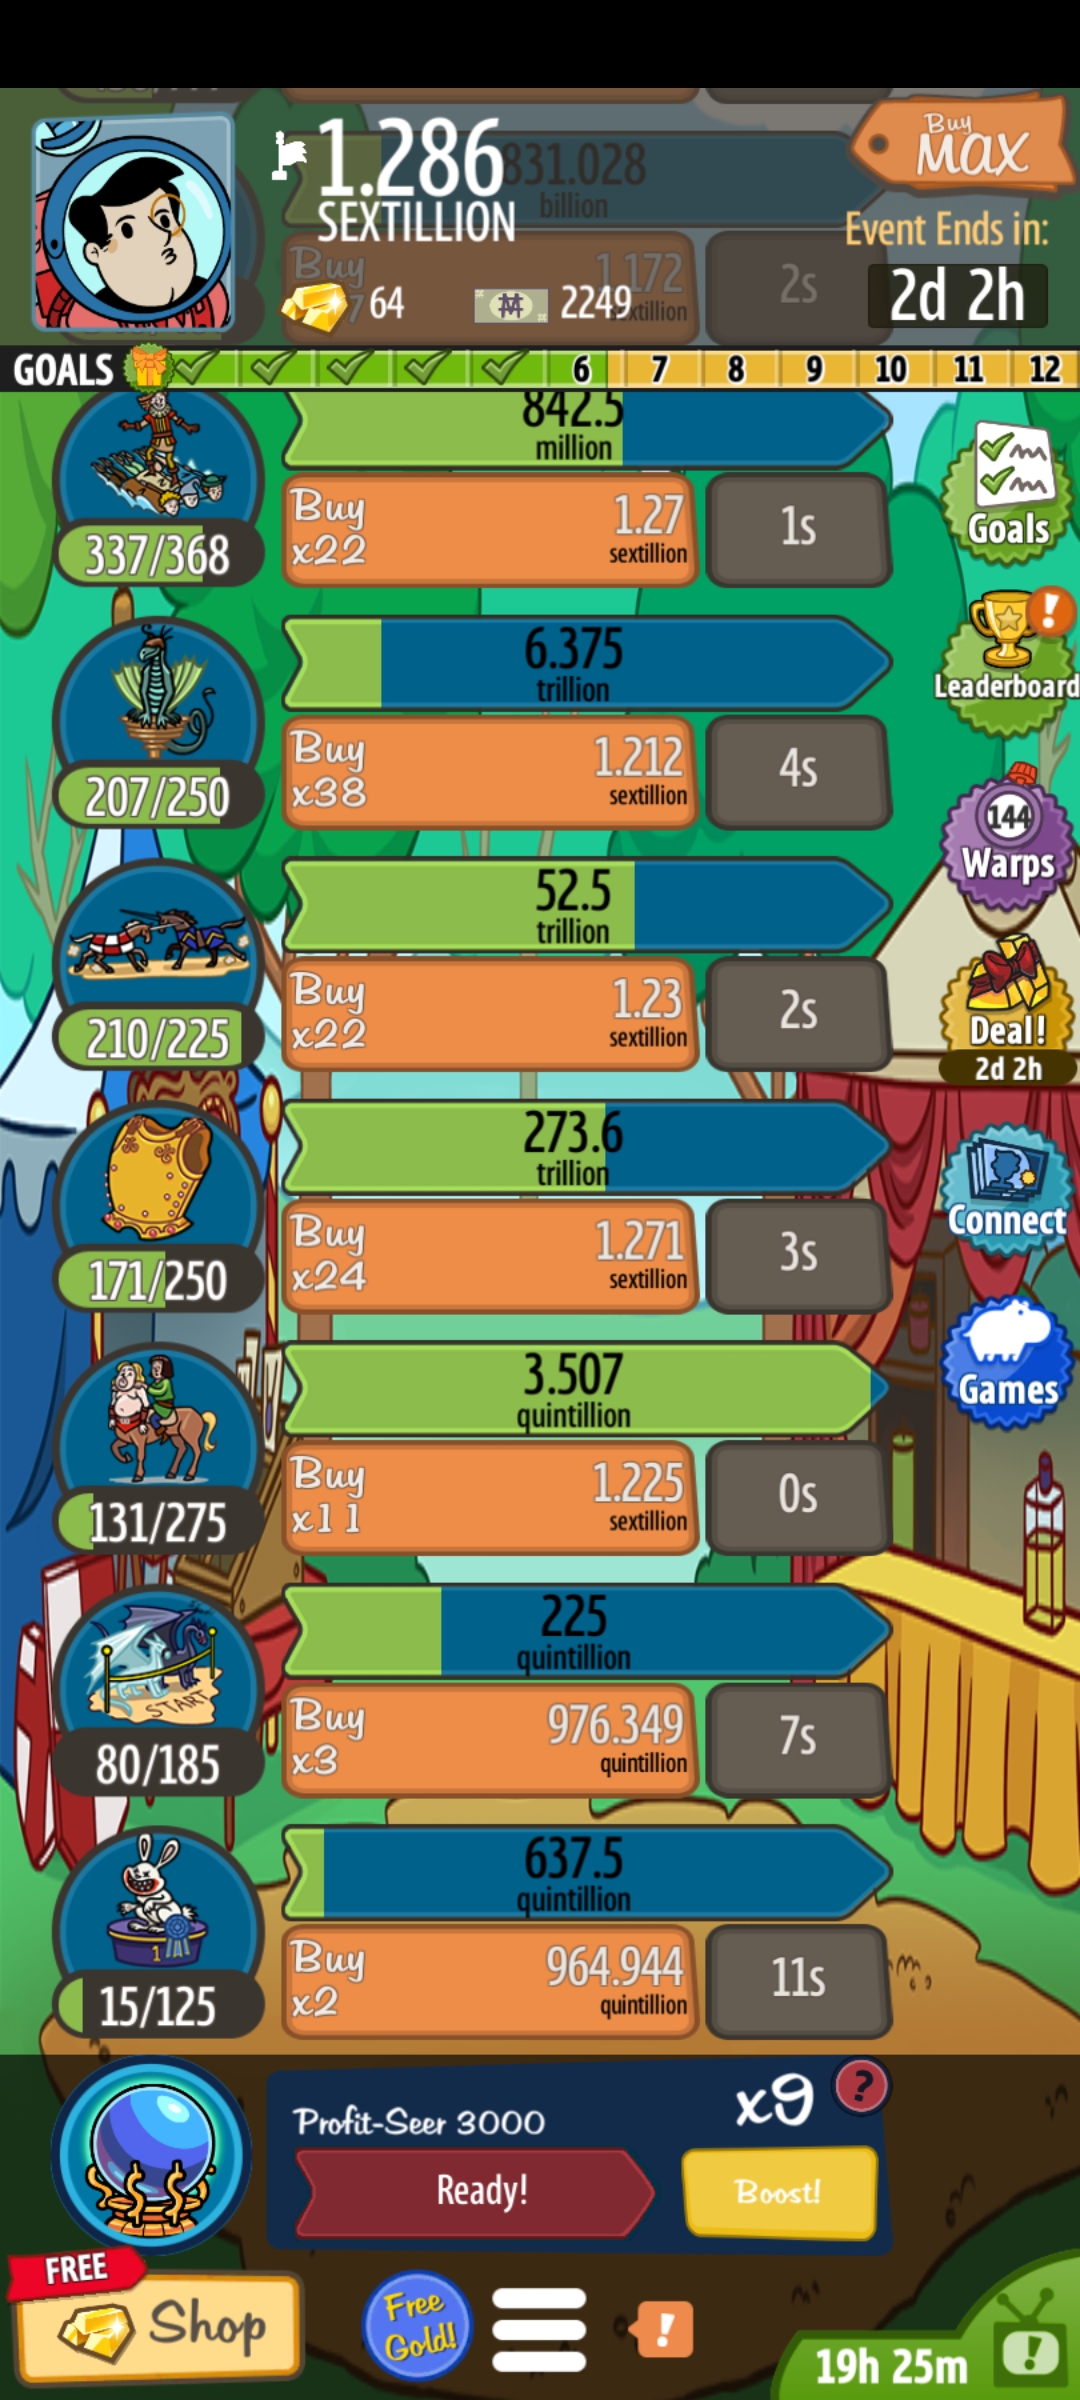 1.286
SEXTILLION
831.028
billion
Buy
MAX
Event Ends in:
2d 2h
64
2249
Buy
1.172
2s
GOALS 6 7 8 9 10 11 12
842.5
million
337/368
Buy
x22
1.27
sextillion
1s
Goals
6.375
trillion
207/250
Buy
x38
1.212
sextillion
4s
Leaderboard
144
Warps
52.5
trillion
210/225
Buy
x22
1.23
sextillion
2s
Deal!
2d 2h
273.6
trillion
171/250
Buy
x24
1.271
sextillion
3s
Connect
3.507
quintillion
131/275
Buy
x11
1.225
sextillion
0s
Games
225
quintillion
START
80/185
Buy
x3
976.349
quintillion
7s
637.5
quintillion
1
15/125
Buy
x2
964.944
quintillion
11s
Profit-Seer 3000
x9
?
Ready!
Boost!
FREE
Shop
Free
Gold!
!
19h 25m
!